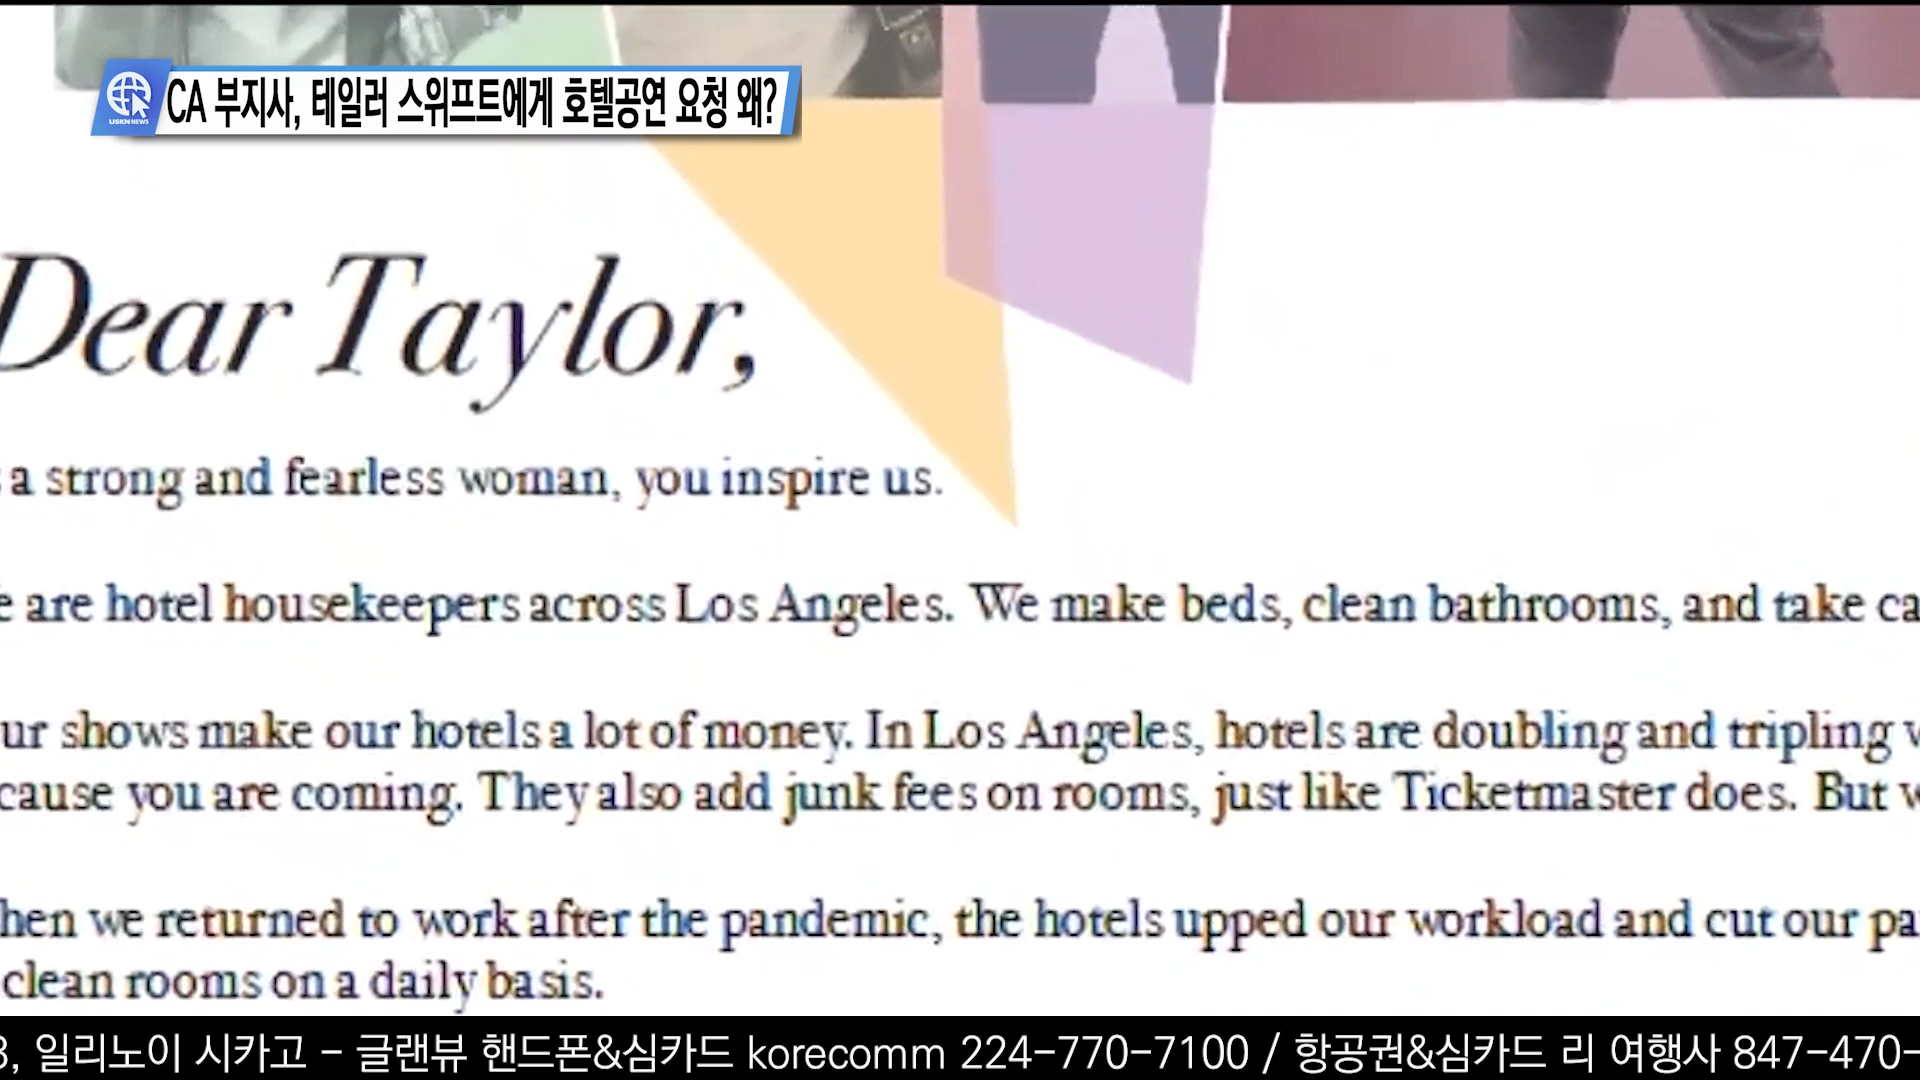 CA 부지사, 테일러 스위프트에게 호텔공연 요청 왜?
USKN NEWS
Dear Taylor,
a strong and fearless woman, you inspire us.
are hotel housekeepers across Los Angeles. We make beds, clean bathrooms, and take
shows make our hotels a lot of money. In Los Angeles, hotels are doubling and tripling
you are coming. They also add junk fees on rooms, just like Ticketmaster does. But
we returned to work after the pandemic, the hotels upped our workload and cut our
clean rooms on a daily basis.
3, 일리노이 시카고 - 글랜뷰 핸드폰&심카드 korecomm 224-770-7100 / 항공권&심카드 리 여행사 847-470-